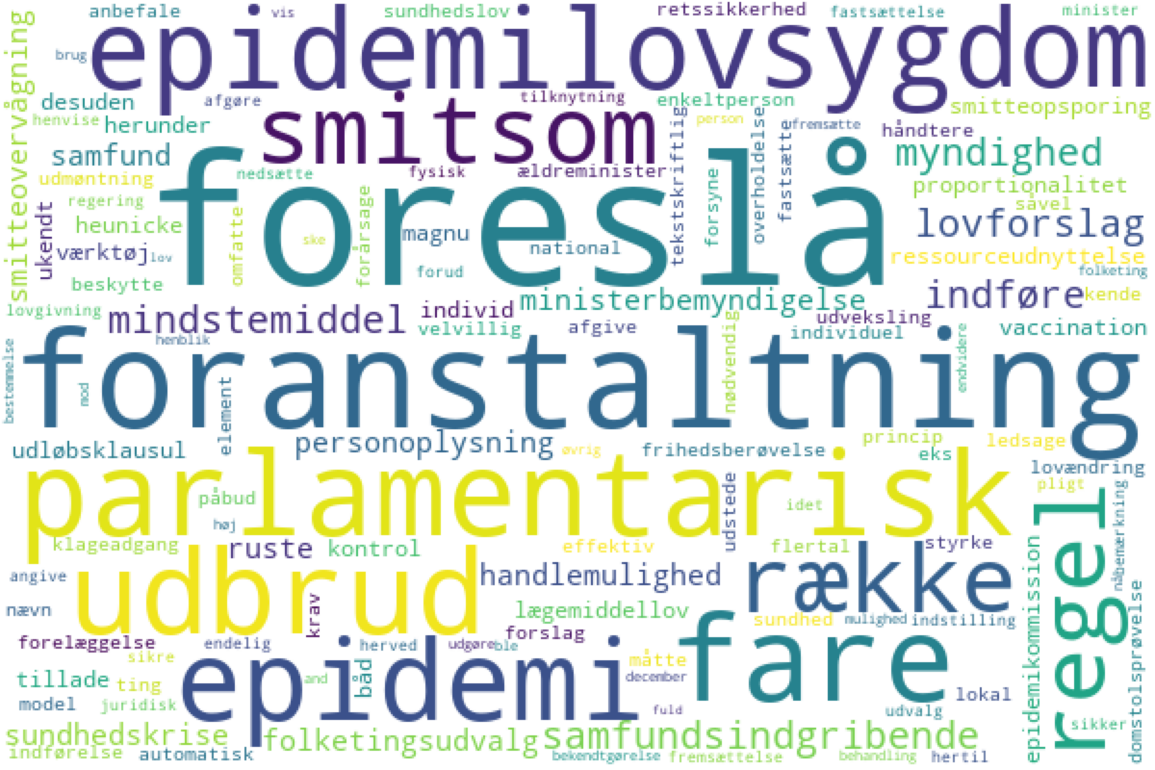 anbefale vis sundhedslov retssikkerhed fastsættelse minister
brug epidemilovsygdom
smitteovervågning
desuden afgøre tilknytning enkeltperson smitteopsporing
henvise herunder smitsom person fremsætte håndtere
samfund myndighed
udmøntning nedsætte fysisk ældreminister proportionalitet
regering såvel
heunicke foreslå lovforslag
ukendt værktøj lov omfatte ske forårsage magnu national tekstskriftlig forsyne overholdelse fastsætte
ressourceudnyttelse
beskytte forud folketing
lovgivning mindstemiddel individ ministerbemyndigelse indføre kende
velvillig afgive udveksling
henblik individuel vaccination
bestemmelse mod foranstaltning nødvendig endvidere
element
udløbsklausul personoplysning øvrig frihedsberøvelse princip ledsage
eks lovændring
parlamentarisk pligt
påbud idet
høj udstede
klageadgang ruste kontrol effektiv flertal styrke
angive udbrud handlemulighed række regel nåbemærkning
nævn krav lægemiddellov sundhed mulighed indstilling
forelæggelse endelig herved udgøre ble forslag epidemikommission domstolsprøvelse
sikre epidemi måtte fare
tillade ting and båd december lokal
model juridisk fuld udvalg
sundhedskrise folketingsudvalg samfundsindgribende sikker
indførelse automatisk bekendtgørelse fremsættelse behandling hertil